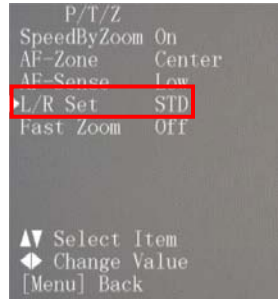 P/T/Z
SpeedByZoom On
AF-Zone Center
AF-Sense Low
▸L/R Set STD
Fast Zoom Off
▲▼ Select Item
◀▶ Change Value
[Menu] Back